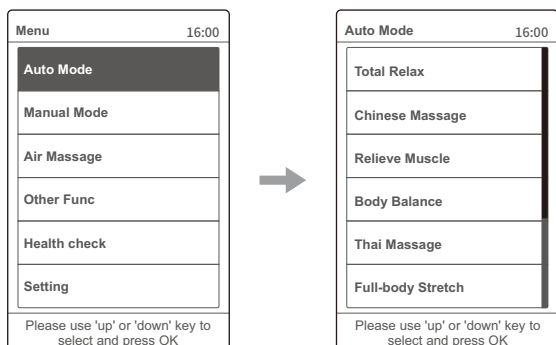 Menu 16:00
Auto Mode
Manual Mode
Air Massage
Other Func
Health check
Setting
Please use 'up' or 'down' key to
select and press OK
Auto Mode 16:00
Total Relax
Chinese Massage
Relieve Muscle
Body Balance
Thai Massage
Full-body Stretch
Please use 'up' or 'down' key to
select and press OK